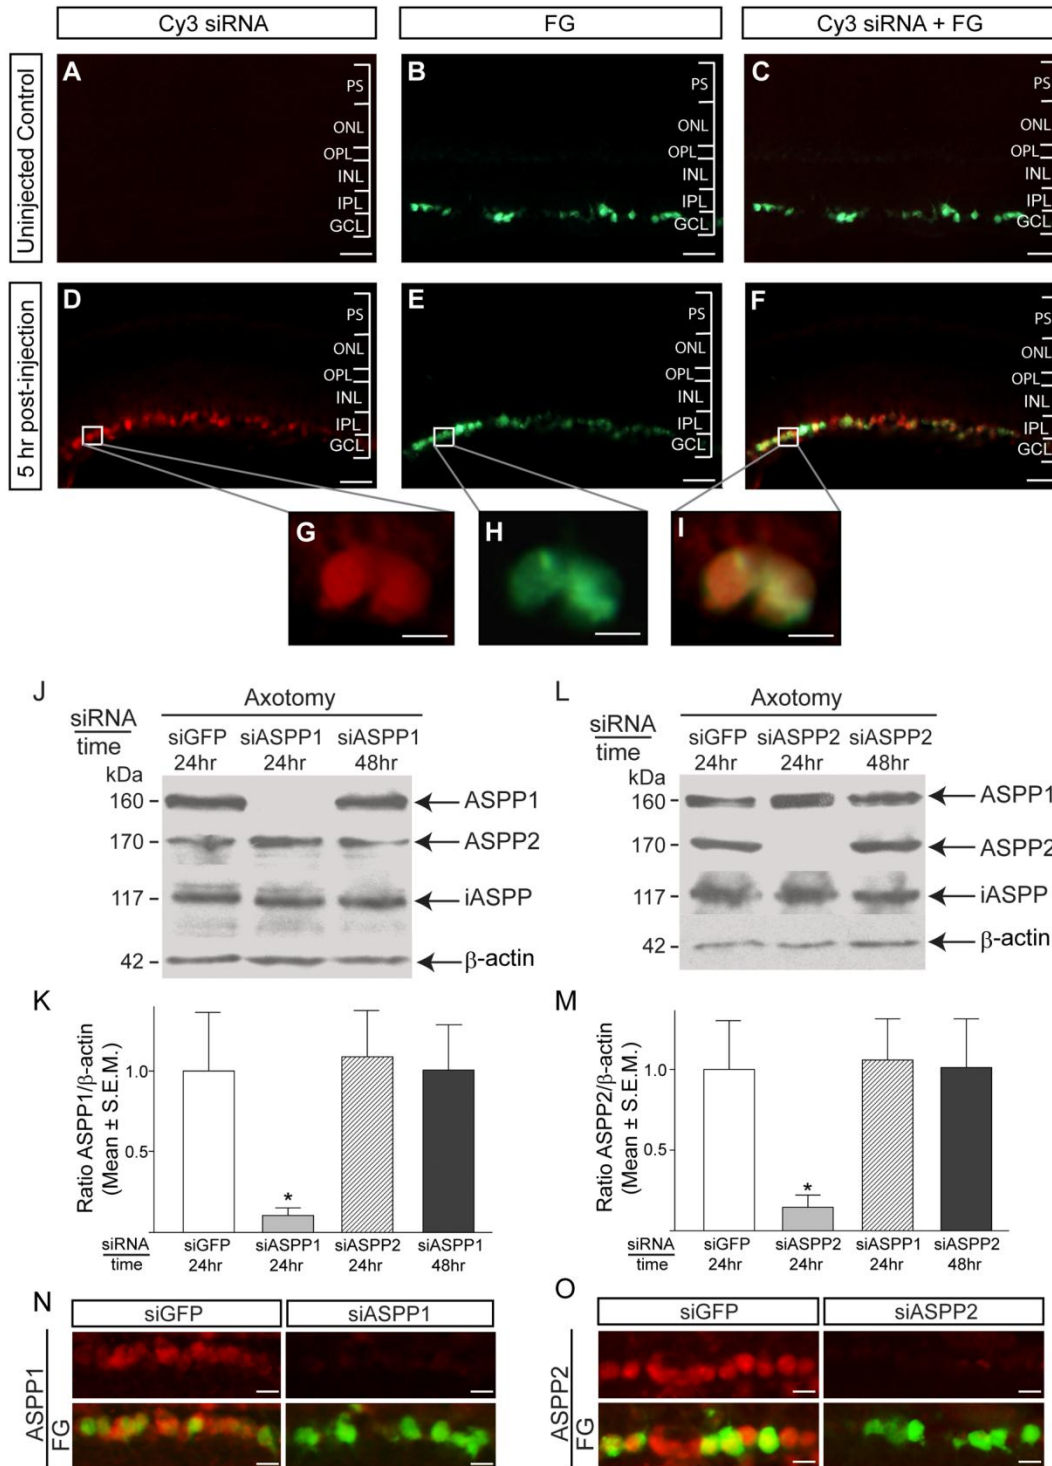 Cy3 siRNA
FG
Cy3 siRNA + FG
Uninjected Control
A
PS
ONL
OPL
INL
IPL
GCL
B
PS
ONL
OPL
INL
IPL
GCL
C
PS
ONL
OPL
INL
IPL
GCL
5 hr post-injection
D
PS
ONL
OPL
INL
IPL
GCL
E
PS
ONL
OPL
INL
IPL
GCL
F
PS
ONL
OPL
INL
IPL
GCL
G
H
I
J
Axotomy
siRNA
time
siGFP siASPP1 siASPP1
24hr 24hr 48hr
kDa
160 ASPP1
170 ASPP2
117 iASPP
42 β-actin
L
Axotomy
siRNA
time
siGFP siASPP2 siASPP2
24hr 24hr 48hr
kDa
160 ASPP1
170 ASPP2
117 iASPP
42 β-actin
K
Ratio ASPP1/β-actin
(Mean ± S.E.M.)
1.0
0.5
*
siRNA
time
siGFP siASPP1 siASPP2 siASPP1
24hr 24hr 24hr 48hr
M
Ratio ASPP2/β-actin
(Mean ± S.E.M.)
1.0
0.5
*
siRNA
time
siGFP siASPP2 siASPP1 siASPP2
24hr 24hr 24hr 48hr
N
siGFP
siASPP1
ASPP1
FG
O
siGFP
siASPP2
ASPP2
FG